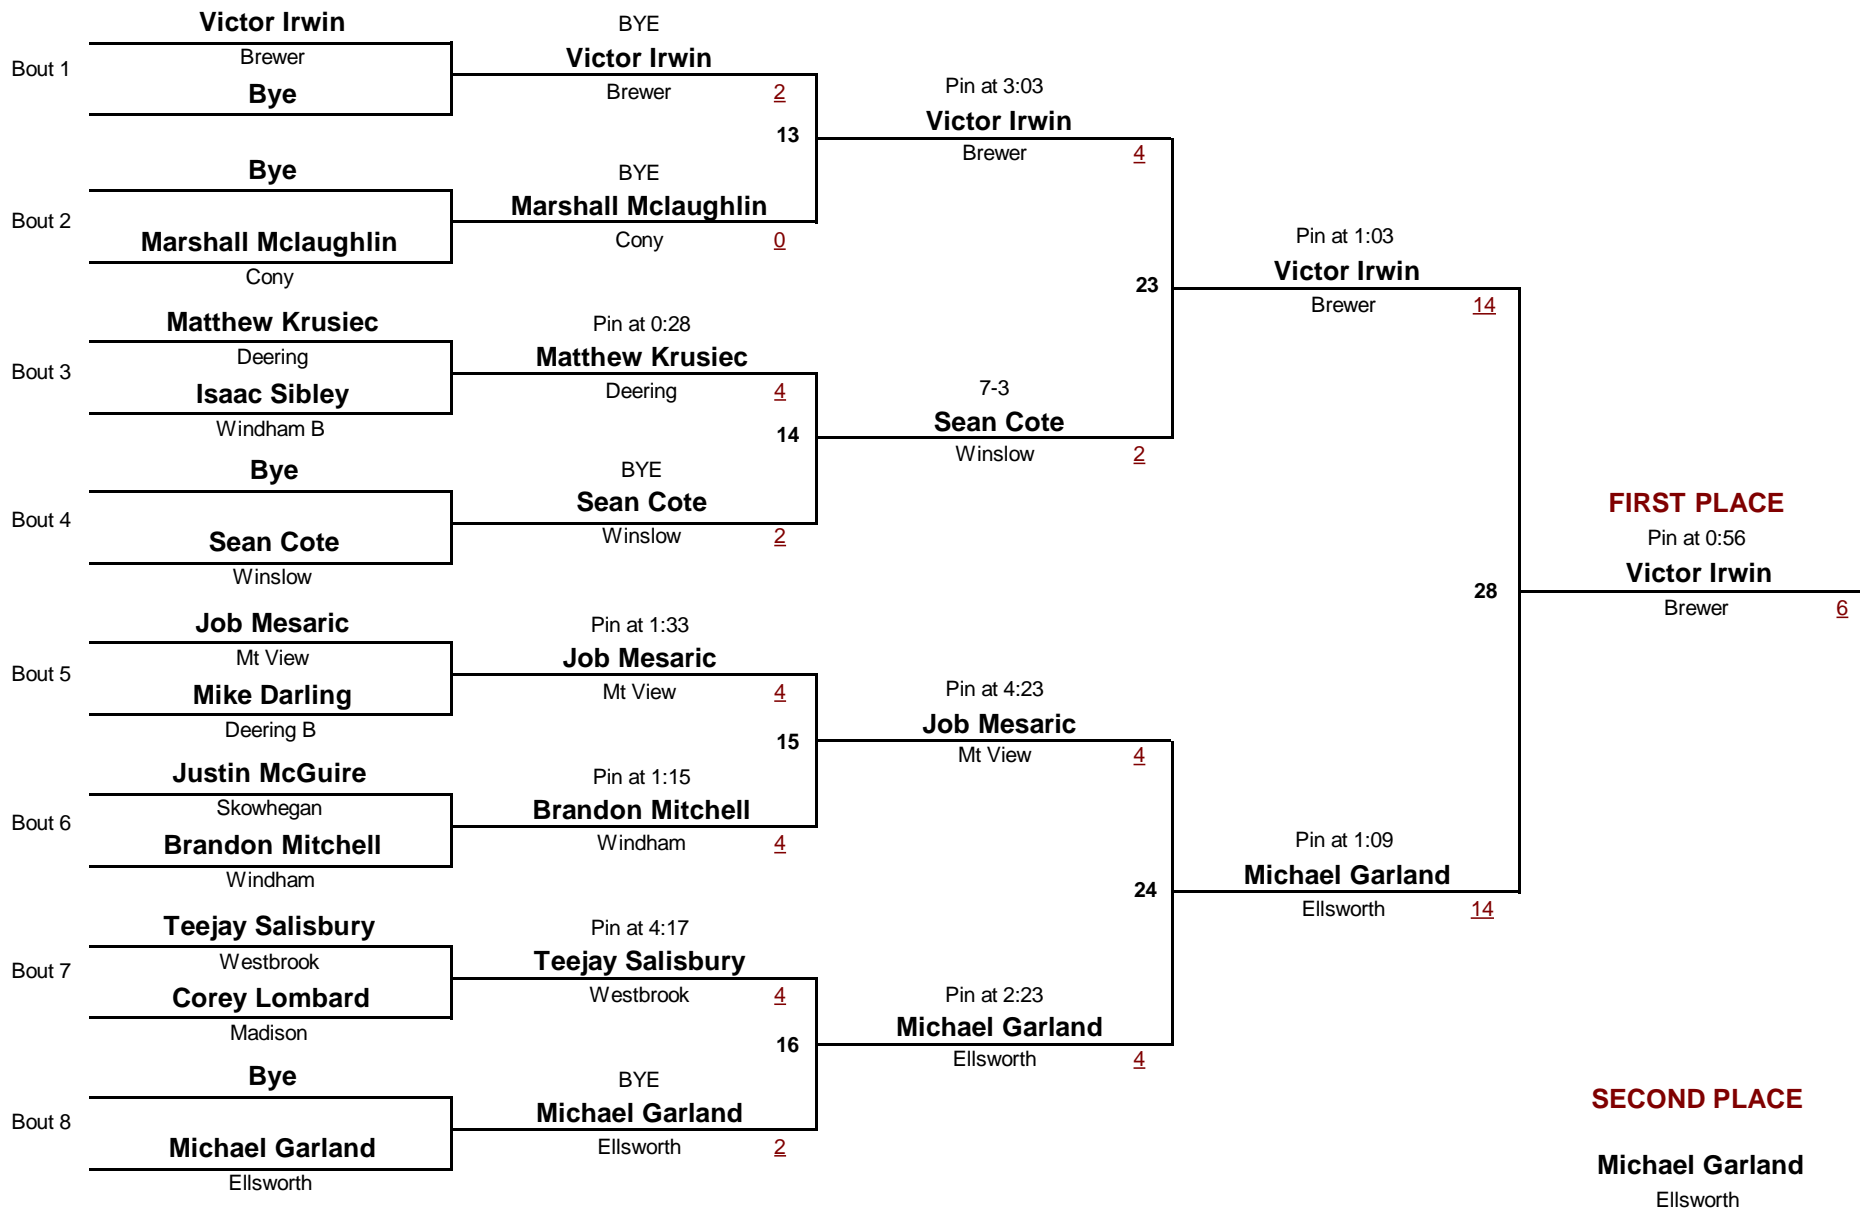 Victor Irwin
Brewer
Bout 1
Bye
Bye
Bout 2
Marshall Mclaughlin
Cony
Matthew Krusiec
Deering
Bout 3
Isaac Sibley
Windham B
Bye
Bout 4
Sean Cote
Winslow
Job Mesaric
Mt View
Bout 5
Mike Darling
Deering B
Justin McGuire
Skowhegan
Bout 6
Brandon Mitchell
Windham
Teejay Salisbury
Westbrook
Bout 7
Corey Lombard
Madison
Bye
Bout 8
Michael Garland
Ellsworth
BYE
Victor Irwin
Brewer 2
13
BYE
Marshall Mclaughlin
Cony 0
Pin at 0:28
Matthew Krusiec
Deering 4
14
BYE
Sean Cote
Winslow 2
Pin at 1:33
Job Mesaric
Mt View 4
15
Pin at 1:15
Brandon Mitchell
Windham 4
Pin at 4:17
Teejay Salisbury
Westbrook 4
16
BYE
Michael Garland
Ellsworth 2
Pin at 3:03
Victor Irwin
Brewer 4
23
7-3
Sean Cote
Winslow 2
Pin at 4:23
Job Mesaric
Mt View 4
24
Pin at 2:23
Michael Garland
Ellsworth 4
Pin at 1:03
Victor Irwin
Brewer 14
28
Pin at 1:09
Michael Garland
Ellsworth 14
FIRST PLACE
Pin at 0:56
Victor Irwin
Brewer 6
SECOND PLACE
Michael Garland
Ellsworth